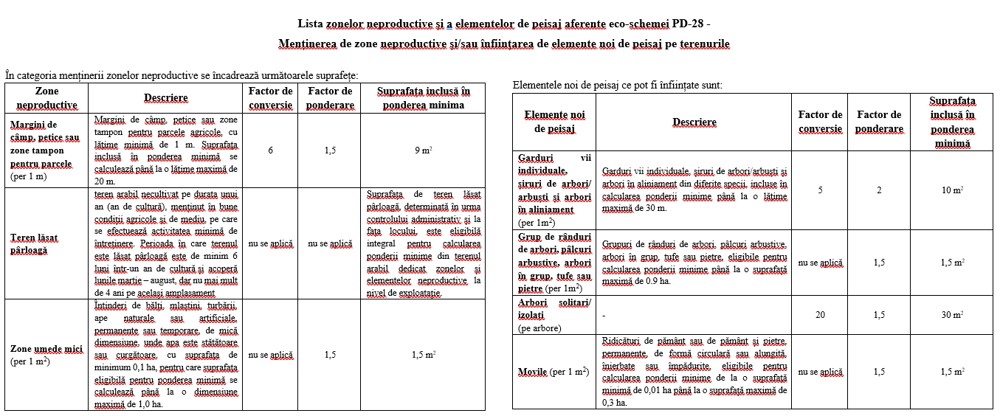 Lista zonelor neproductive și a elementelor de peisaj aferente eco-schemei PD-28 -
Menținerea de zone neproductive și/sau înființarea de elemente noi de peisaj pe terenurile
În categoria menținerii zonelor neproductive se încadrează următoarele suprafețe:
Zone
neproductive
Descriere
Factor de
conversie
Factor de
ponderare
Suprafața inclusă în
ponderea minima
Margini de
câmp, petice sau
zone tampon
pentru parcele
(per 1 m)
Margini de câmp, petice sau zone
tampon pentru parcele agricole, cu
lățime minimă de 1 m. Suprafața
inclusă în ponderea minimă se
calculează până la o lățime maximă de
20 m.
6
1,5
9 m²
Teren lăsat
pârloagă
teren arabil necultivat pe durata unui
an (an de cultură), menținut în bune
condiții agricole și de mediu, pe care
se efectuează activitatea minimă de
întreținere. Perioada în care terenul
este lăsat pârloagă este de minim 6
luni într-un an de cultură și acoperă
lunile martie – august, dar nu mai mult
de 4 ani pe același amplasament
nu se aplică
nu se aplică
Suprafața de teren lăsat
pârloagă, determinată în urma
controlului administrativ și la
fața locului, este eligibilă
integral pentru calcularea
ponderii minime din terenul
arabil dedicat zonelor și
elementelor neproductive la
nivel de exploatație.
Zone umede mici
(per 1 m²)
Întinderi de bălți, mlaștini, turbării,
ape naturale sau artificiale,
permanente sau temporare, de mică
dimensiune, unde apa este stătătoare
sau curgătoare, cu suprafața de
minimum 0,1 ha, pentru care suprafața
eligibilă pentru ponderea minimă se
calculează până la o dimensiune
maximă de 1,0 ha.
nu se aplică
1,5
1,5 m²
Elementele noi de peisaj ce pot fi înființate sunt:
Elemente noi
de peisaj
Descriere
Factor de
conversie
Factor de
ponderare
Suprafața
inclusă în
ponderea
minimă
Garduri vii
individuale,
șiruri de arbori/
arbuști și arbori
în aliniament
(per 1m²)
Garduri vii individuale, șiruri de arbori/arbuști și
arbori în aliniament din diferite specii, incluse în
calcularea ponderii minime până la o lățime
maximă de 30 m.
5
2
10 m²
Grup de rânduri
de arbori, pâlcuri
arbustive, arbori
în grup, tufe sau
pietre (per 1m²)
Grupuri de rânduri de arbori, pâlcuri arbustive,
arbori în grup, tufe sau pietre, eligibile pentru
calcularea ponderii minime până la o suprafață
maximă de 0.9 ha.
nu se aplică
1,5
1,5 m²
Arbori solitari/
izolați
(pe arbore)
-
20
1,5
30 m²
Movile (per 1 m²)
Ridicături de pământ sau de pământ și pietre,
permanente, de formă circulară sau alungită,
înierbate sau împădurite, eligibile pentru
calcularea ponderii minime de la o suprafață
minimă de 0,01 ha până la o suprafață maximă de
0,3 ha.
nu se aplică
1,5
1,5 m²